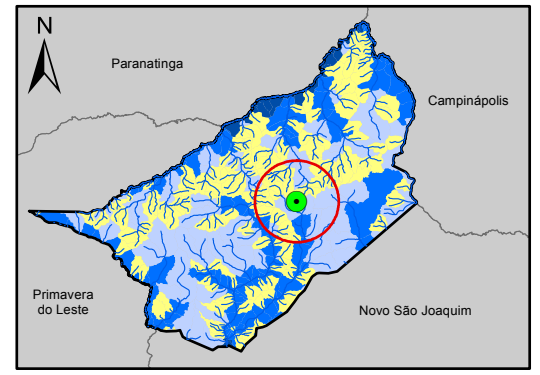 N
Paranatinga
Campinápolis
Primavera
do Leste
Novo São Joaquim